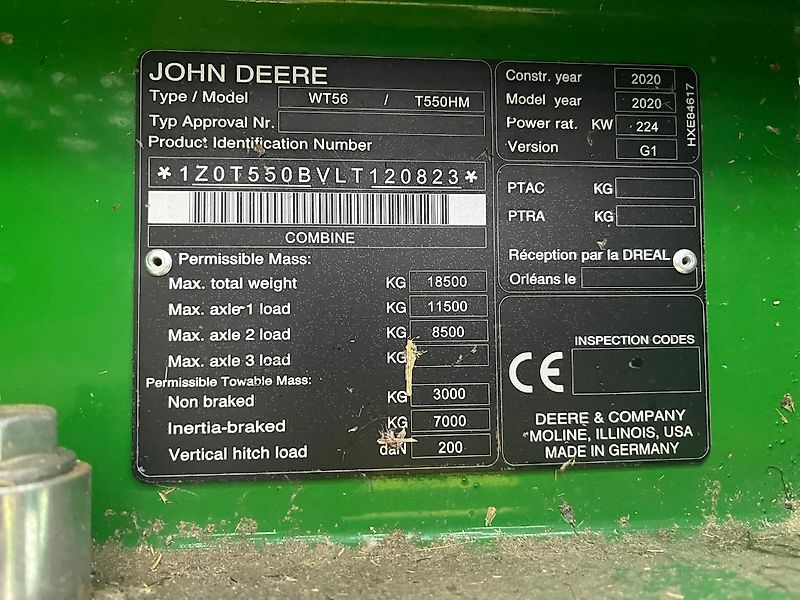 JOHN DEERE
Type / Model WT56 / T550HM
Typ Approval Nr.
Product Identification Number
*1Z0T550BVLT120823*
COMBINE
Permissible Mass:
Max. total weight KG 18500
Max. axle-1 load KG 11500
Max. axle 2 load KG 8500
Max. axle 3 load KG
Permissible Towable Mass:
Non braked KG 3000
Inertia-braked KG 7000
Vertical hitch load daN 200
Constr. year 2020
Model year 2020
Power rat. KW 224
Version G1
HXE84617
PTAC KG
PTRA KG
Réception par la DREAL
Orléans le
CE
INSPECTION CODES
DEERE & COMPANY
MOLINE, ILLINOIS, USA
MADE IN GERMANY